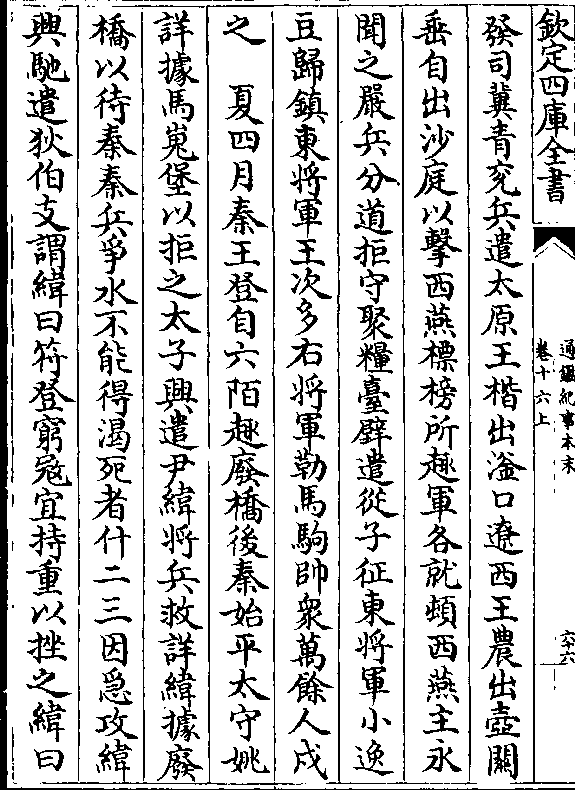 欽定四庫全書
通鑑紀事本末
卷十六上
六十六
發司冀青兖兵遣太原王楷出滏口遼西王農出壺關
垂自出沙庭以擊西燕標榜所趣軍各就頓西燕主永
聞之嚴兵分道拒守聚糧臺壁遣從子征東將軍小逸
豆歸鎮東將軍王次多右將軍勒馬駒帥衆萬餘人戍
之　夏四月秦王登自六陌趣廢橋後秦始平太守姚
詳據馬嵬堡以拒之太子興遣尹緯將兵救詳緯據廢
橋以待秦秦兵爭水不能得渴死者什二三因急攻緯
興馳遣狄伯支謂緯曰苻登窮寇宜持重以挫之緯曰